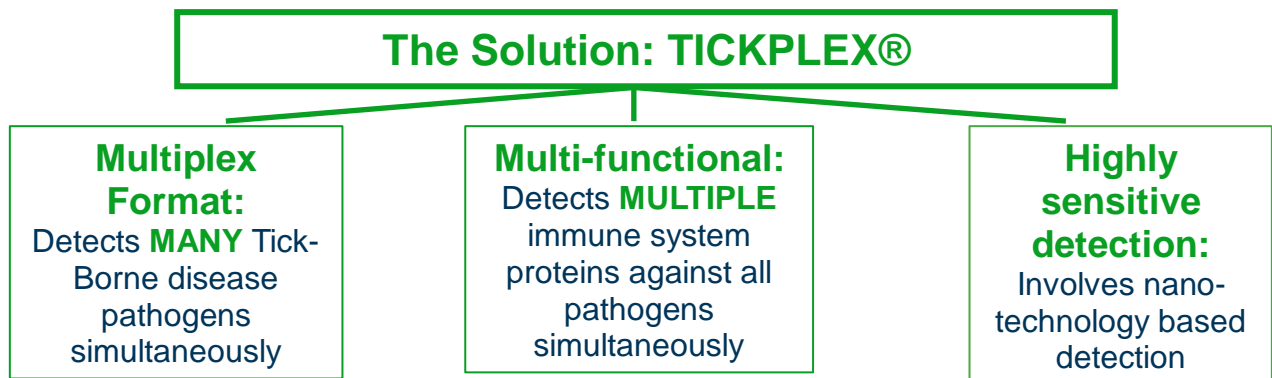 The Solution: TICKPLEX®
Multiplex
Format:
Detects MANY Tick-
Borne disease
pathogens
simultaneously
Multi-functional:
Detects MULTIPLE
immune system
proteins against all
pathogens
simultaneously
Highly
sensitive
detection:
Involves nano-
technology based
detection